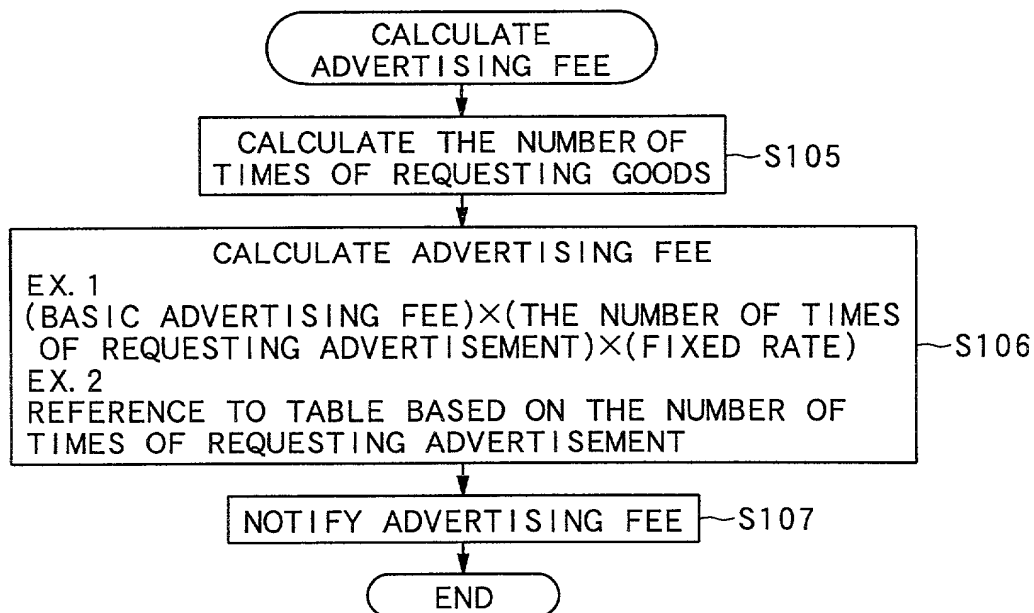 CALCULATE
ADVERTISING FEE
CALCULATE THE NUMBER OF
TIMES OF REQUESTING GOODS
S105
CALCULATE ADVERTISING FEE
EX. 1
(BASIC ADVERTISING FEE)×(THE NUMBER OF TIMES
OF REQUESTING ADVERTISEMENT)×(FIXED RATE)
EX. 2
REFERENCE TO TABLE BASED ON THE NUMBER OF
TIMES OF REQUESTING ADVERTISEMENT
S106
NOTIFY ADVERTISING FEE
S107
END